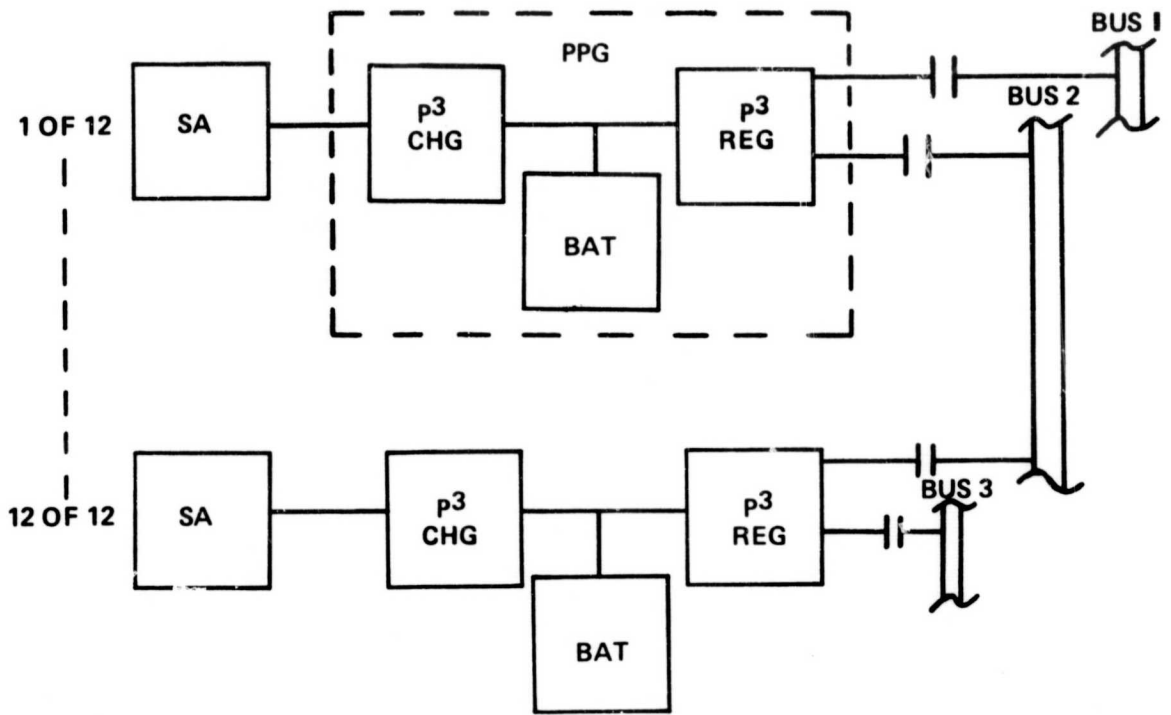 BUS 1
PPG
BUS 2
1 OF 12
SA
P3
CHG
P3
REG
BAT
12 OF 12
SA
P3
CHG
P3
REG
BUS 3
BAT